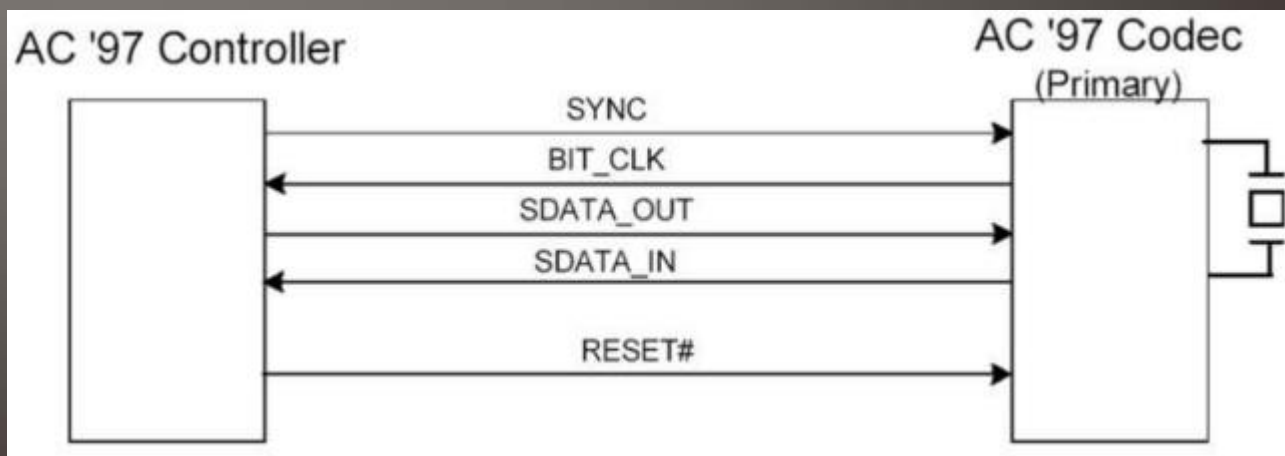 AC '97 Controller
AC '97 Codec
(Primary)
SYNC
BIT_CLK
SDATA_OUT
SDATA_IN
RESET#